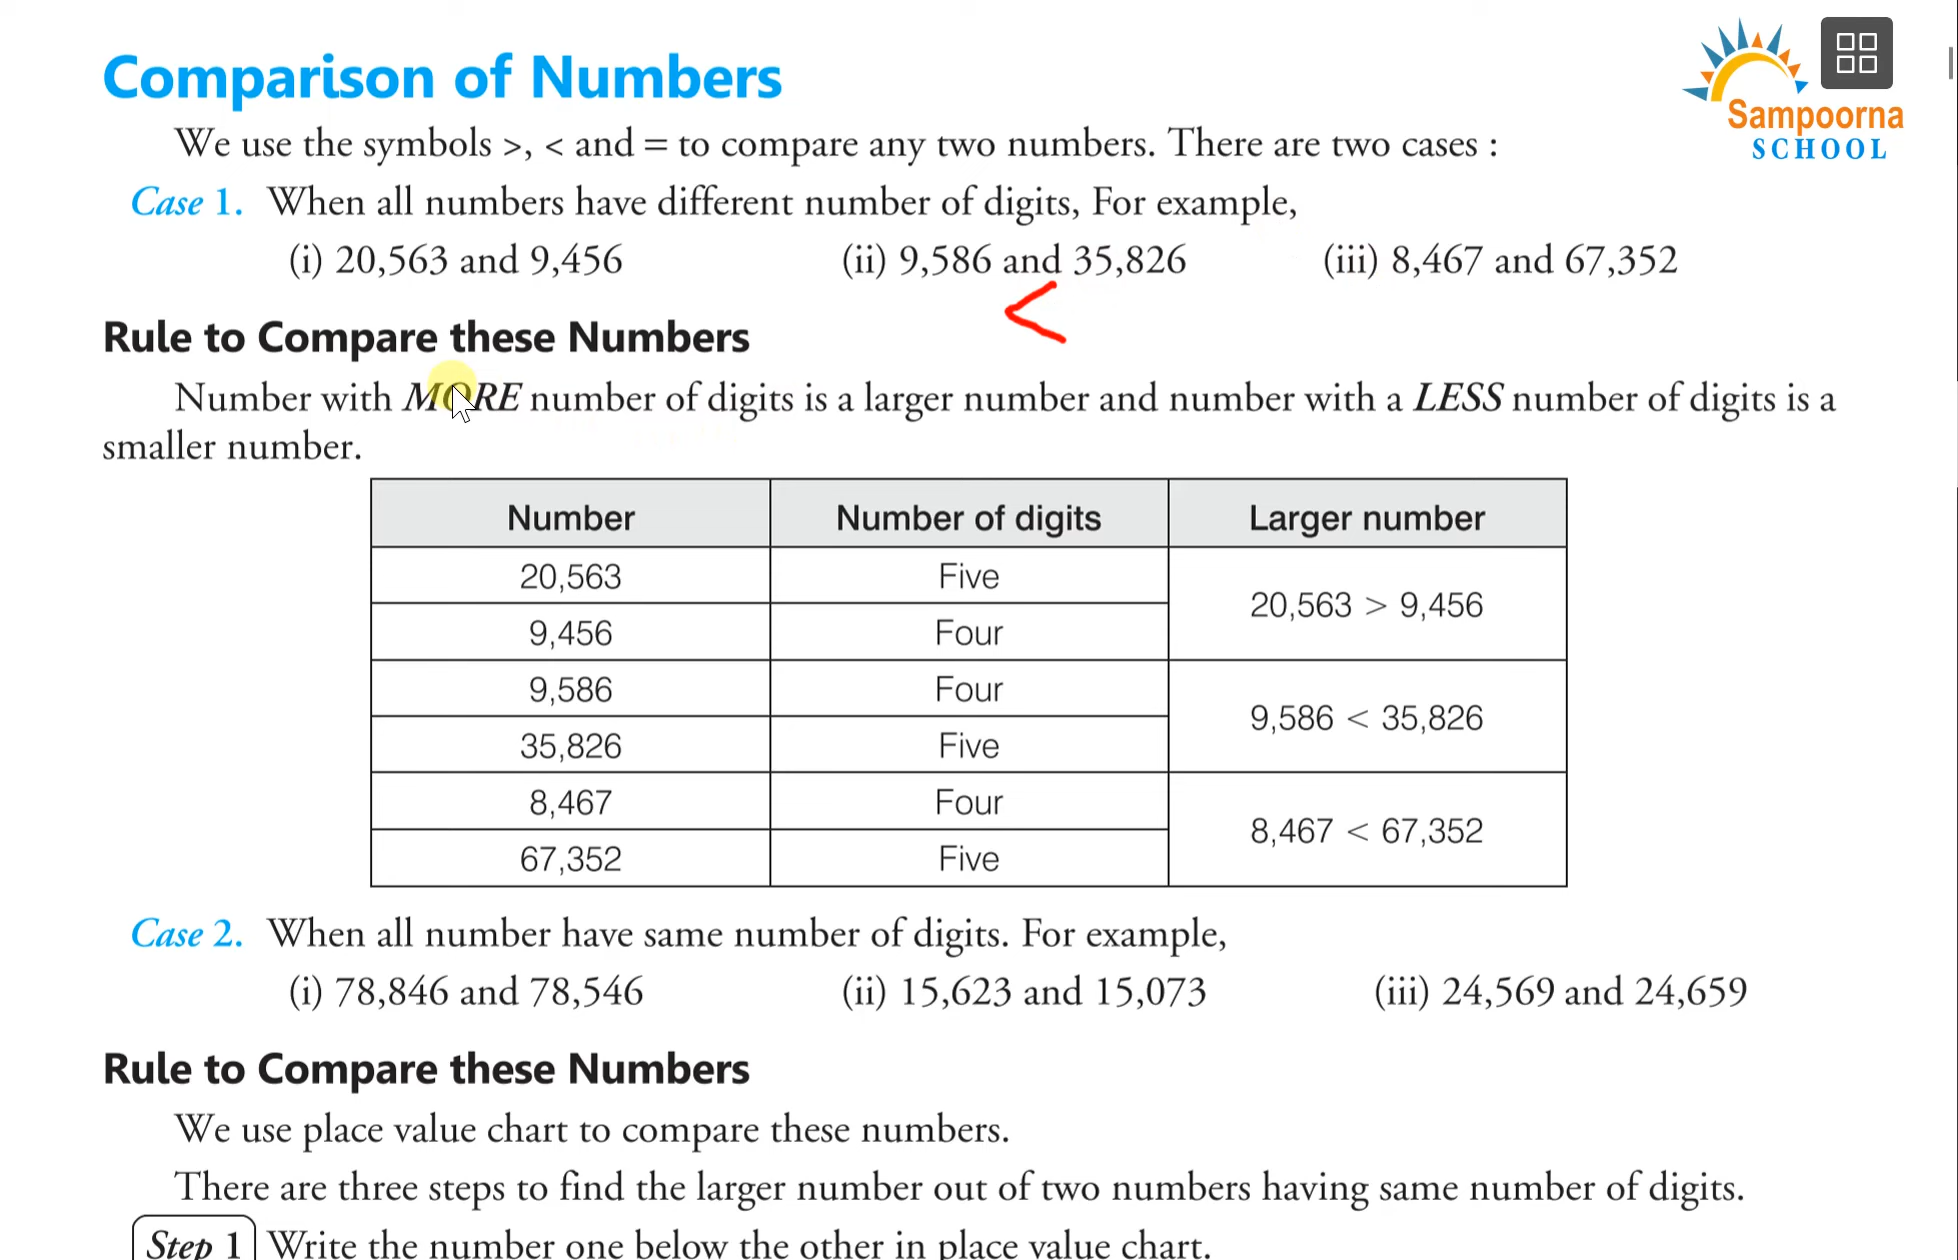 Comparison of Numbers
Sampoorna
SCHOOL
We use the symbols >, < and = to compare any two numbers. There are two cases :
Case 1. When all numbers have different number of digits, For example,
(i) 20,563 and 9,456 (ii) 9,586 and 35,826 (iii) 8,467 and 67,352
<
Rule to Compare these Numbers
Number with MORE number of digits is a larger number and number with a LESS number of digits is a
smaller number.
Number Number of digits Larger number
20,563 Five
20,563 > 9,456
9,456 Four
9,586 Four
9,586 < 35,826
35,826 Five
8,467 Four
8,467 < 67,352
67,352 Five
Case 2. When all number have same number of digits. For example,
(i) 78,846 and 78,546 (ii) 15,623 and 15,073 (iii) 24,569 and 24,659
Rule to Compare these Numbers
We use place value chart to compare these numbers.
There are three steps to find the larger number out of two numbers having same number of digits.
Step 1 Write the number one below the other in place value chart.